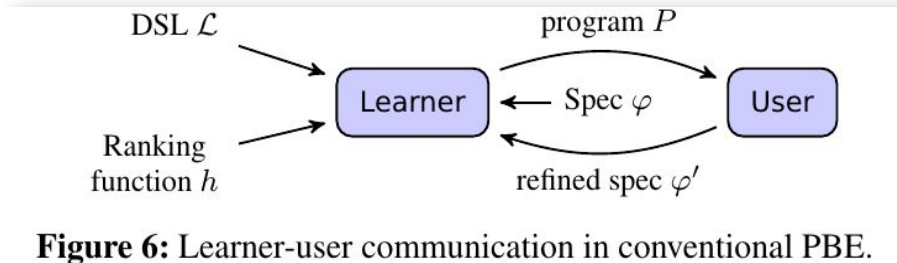 DSL ℒ
program P
Learner
Spec φ
User
Ranking
function h
refined spec φ′
Figure 6: Learner-user communication in conventional PBE.